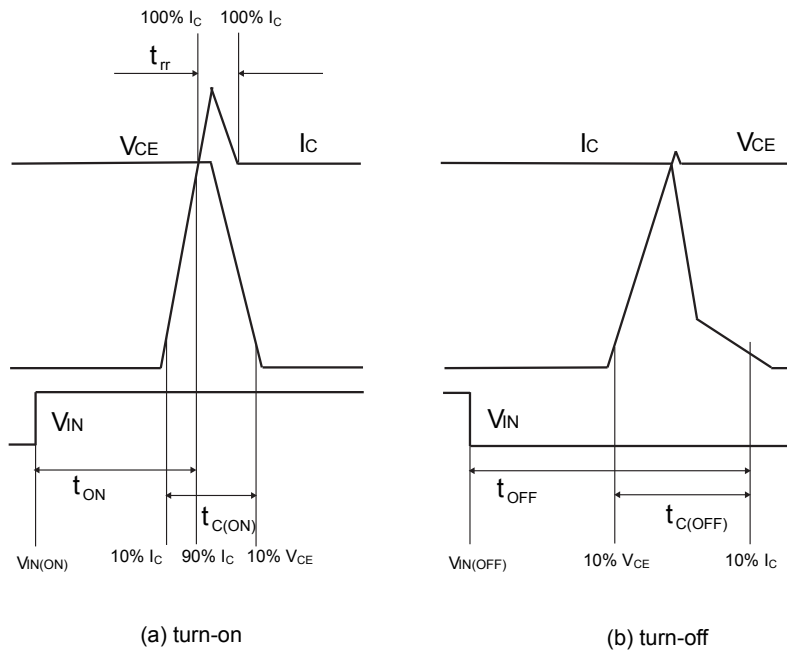 100% IC 100% IC
trr
VCE IC
IC VCE
VIN
VIN
tON
tOFF
tC(ON)
tC(OFF)
VIN(ON) 10% IC 90% IC 10% VCE
VIN(OFF) 10% VCE 10% IC
(a) turn-on
(b) turn-off